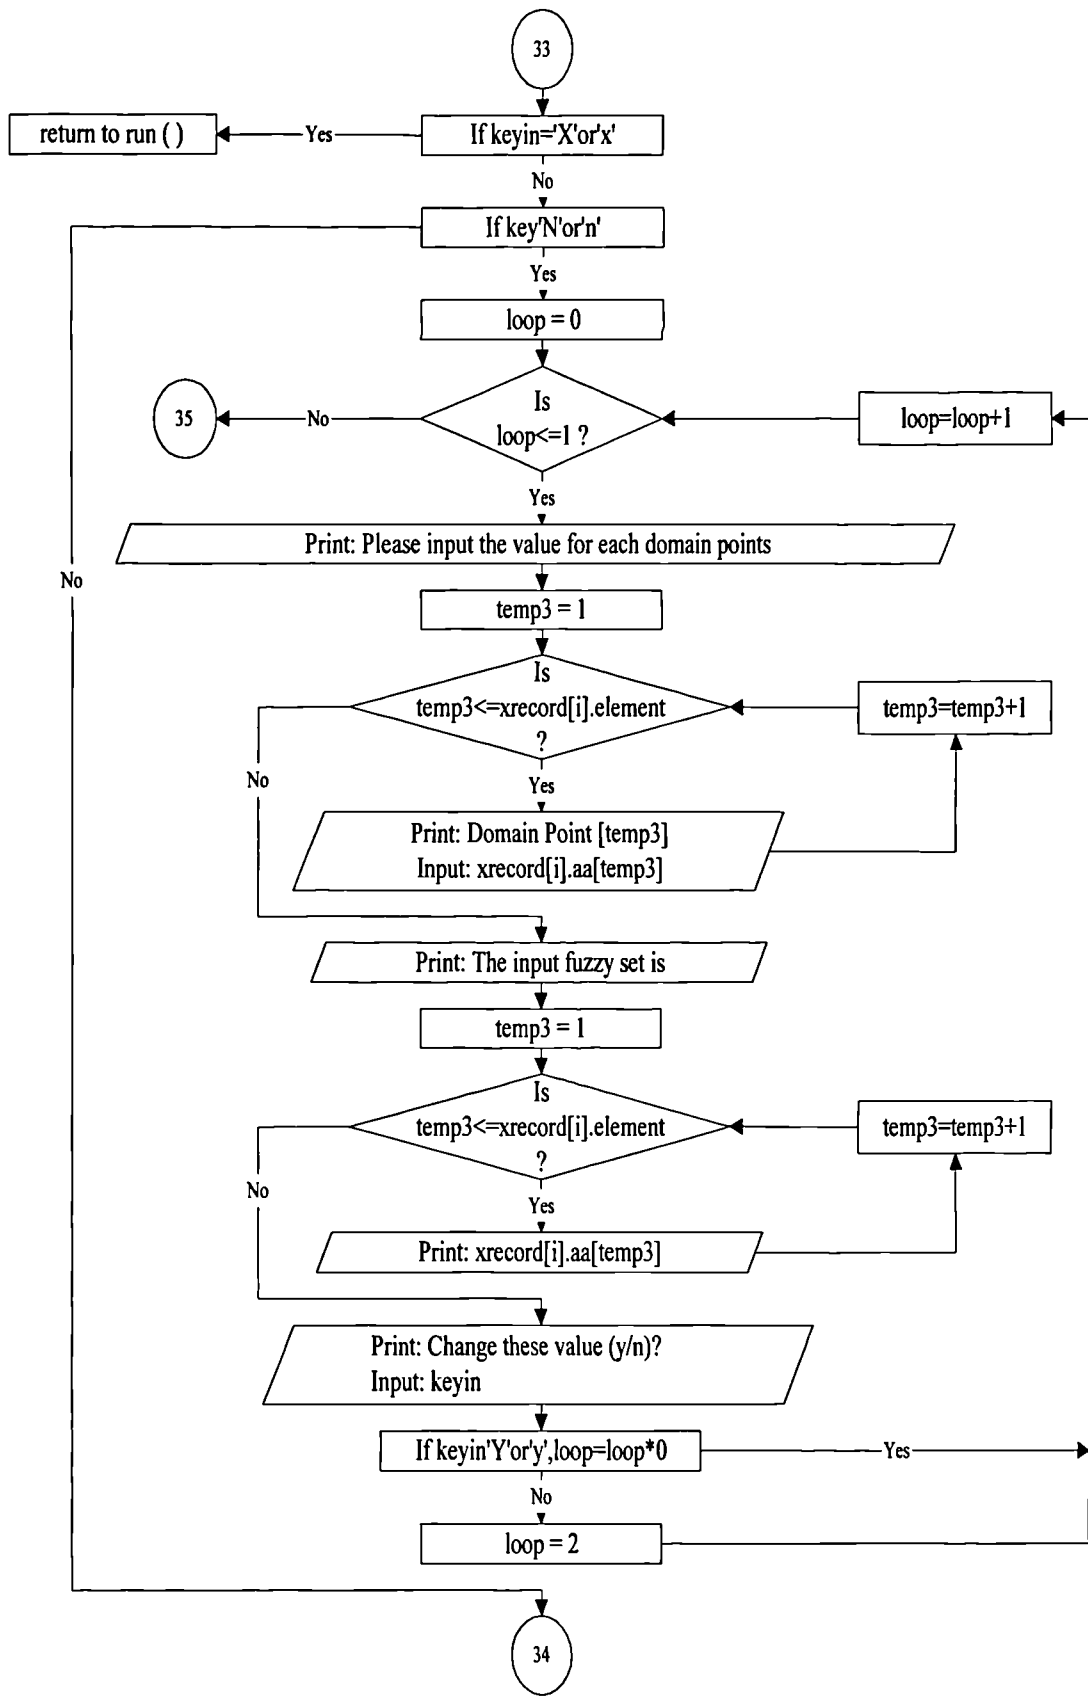 33
If keyin='X'or'x'
Yes
return to run ( )
No
If key'N'or'n'
Yes
loop = 0
Is
loop<=1 ?
No
35
loop=loop+1
Yes
Print: Please input the value for each domain points
No
temp3 = 1
Is
temp3<=xrecord[i].element
?
temp3=temp3+1
No
Yes
Print: Domain Point [temp3]
Input: xrecord[i].aa[temp3]
Print: The input fuzzy set is
temp3 = 1
Is
temp3<=xrecord[i].element
?
temp3=temp3+1
No
Yes
Print: xrecord[i].aa[temp3]
Print: Change these value (y/n)?
Input: keyin
If keyin'Y'or'y',loop=loop*0
Yes
No
loop = 2
34